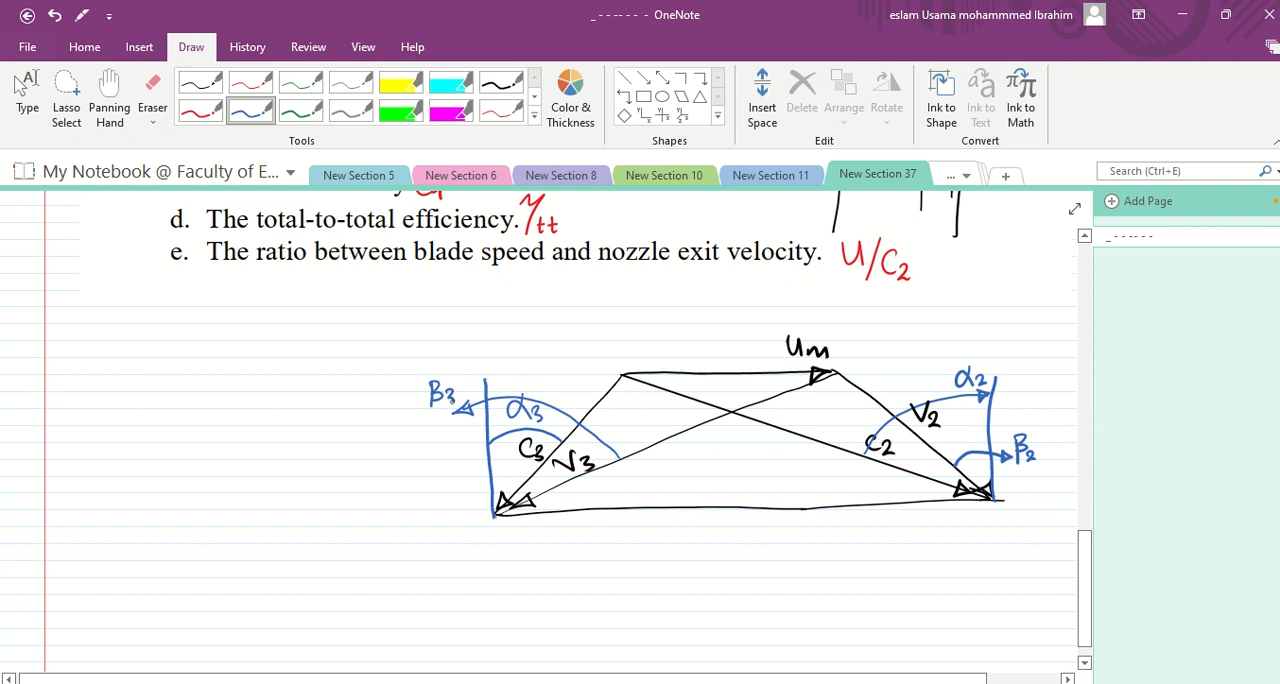 _ - - - - - - - OneNote
eslam Usama mohammmed Ibrahim
File Home Insert Draw History Review View Help
Type
Lasso Select
Panning Hand
Eraser
Color & Thickness
Insert Space
Delete
Arrange
Rotate
Ink to Shape
Ink to Text
Ink to Math
Tools
Shapes
Edit
Convert
My Notebook @ Faculty of E...
New Section 5
New Section 6
New Section 8
New Section 10
New Section 11
New Section 37
...
Search (Ctrl+E)
Add Page
_ - - - - - -
d. The total-to-total efficiency. ηtt
e. The ratio between blade speed and nozzle exit velocity. U/C2
Um
β3
α3
α2
V2
C3
V3
C2
β2